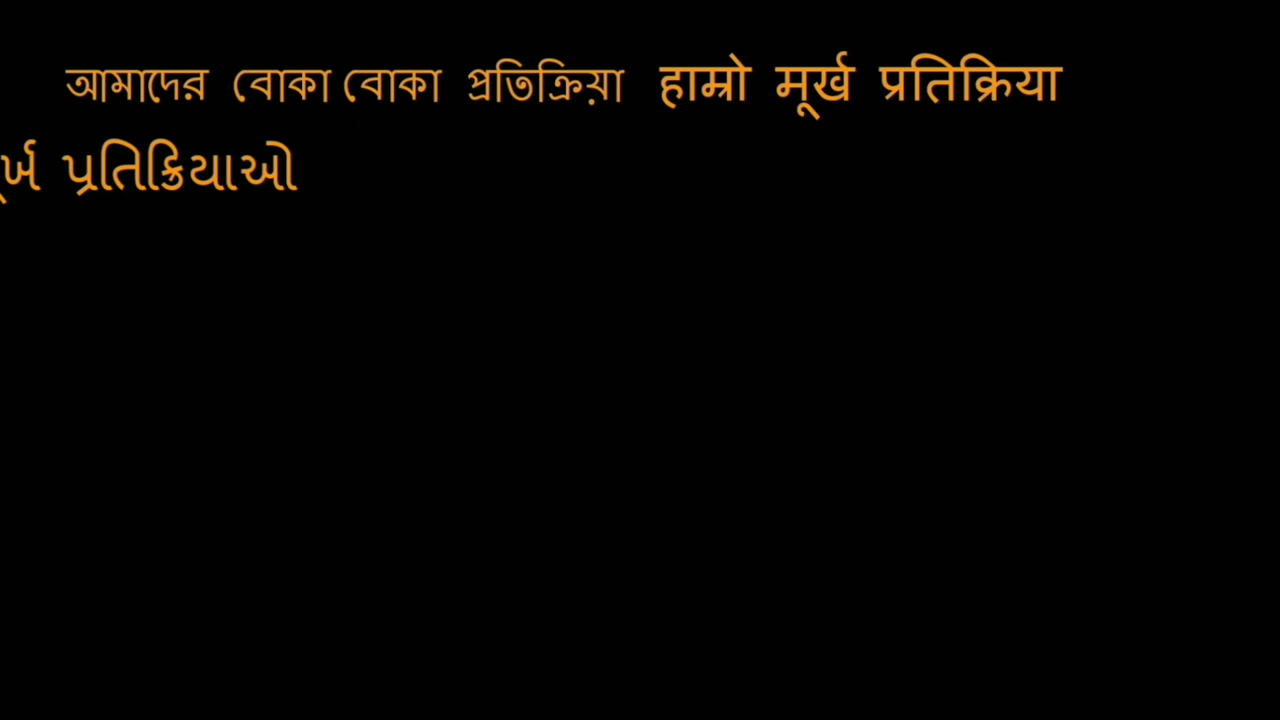 আমাদের বোকা বোকা প্রতিক্রিয়া हाम्रो मूर्ख प्रतिक्रिया
પ્રતિક્રિયાઓ